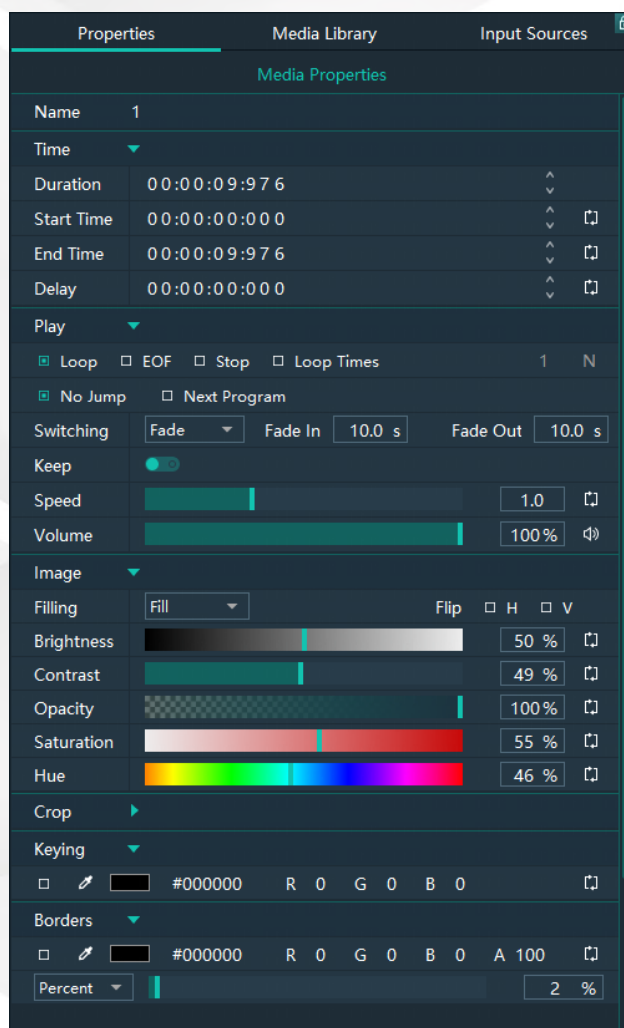 Properties Media Library Input Sources
Media Properties
Name 1
Time
Duration 00:00:09:976
Start Time 00:00:00:000
End Time 00:00:09:976
Delay 00:00:00:000
Play
Loop EOF Stop Loop Times 1 N
No Jump Next Program
Switching Fade Fade In 10.0 s Fade Out 10.0 s
Keep
Speed 1.0
Volume 100%
Image
Filling Fill Flip H V
Brightness 50 %
Contrast 49 %
Opacity 100%
Saturation 55 %
Hue 46 %
Crop
Keying
#000000 R 0 G 0 B 0
Borders
#000000 R 0 G 0 B 0 A 100
Percent 2 %